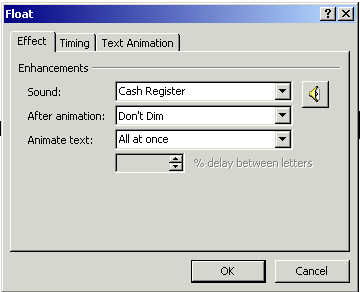 Float
Effect Timing Text Animation
Enhancements
Sound: Cash Register
After animation: Don't Dim
Animate text: All at once
% delay between letters
OK Cancel